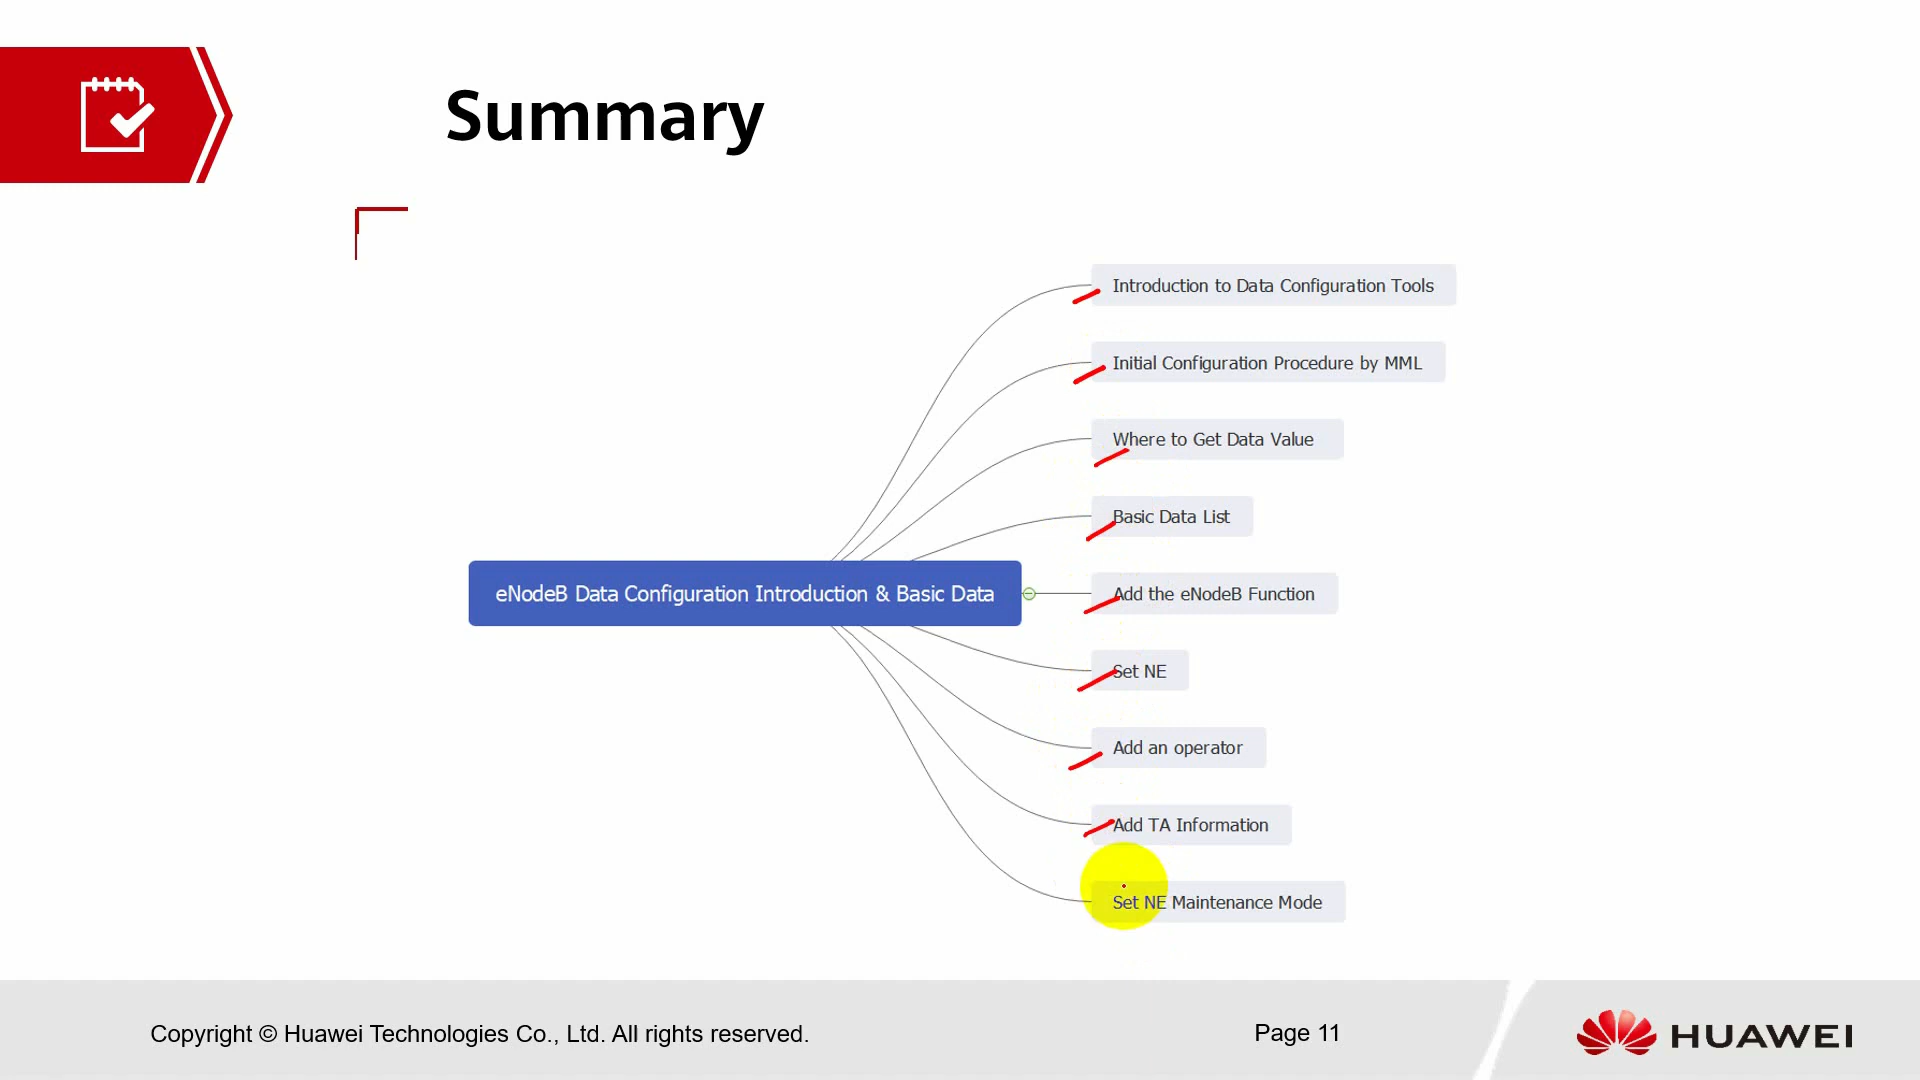 Summary
Introduction to Data Configuration Tools
Initial Configuration Procedure by MML
Where to Get Data Value
Basic Data List
eNodeB Data Configuration Introduction & Basic Data
Add the eNodeB Function
Set NE
Add an operator
Add TA Information
Set NE Maintenance Mode
Copyright © Huawei Technologies Co., Ltd. All rights reserved.
Page 11
HUAWEI